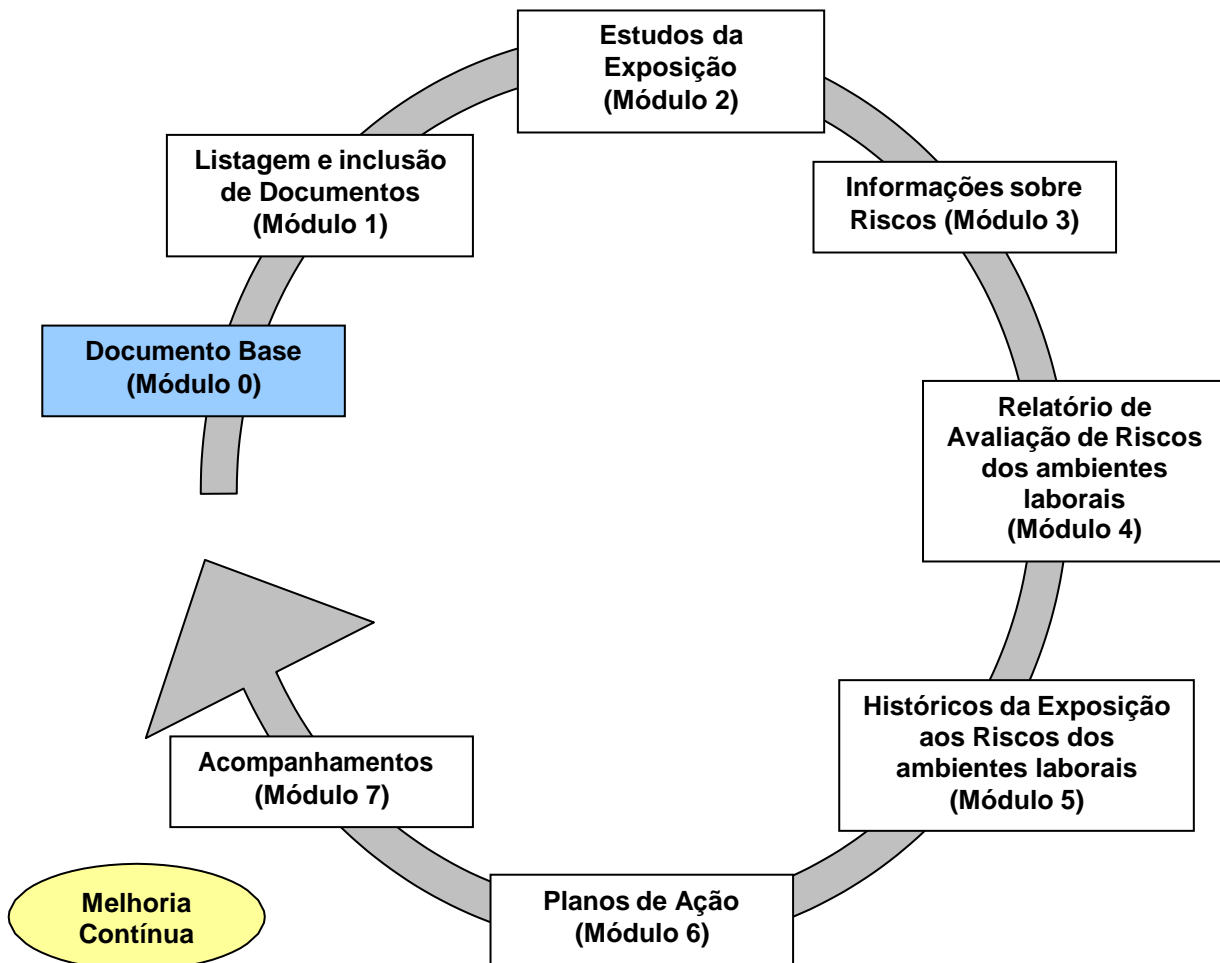 Estudos da
Exposição
(Módulo 2)
Listagem e inclusão
de Documentos
(Módulo 1)
Informações sobre
Riscos (Módulo 3)
Documento Base
(Módulo 0)
Relatório de
Avaliação de Riscos
dos ambientes
laborais
(Módulo 4)
Históricos da Exposição
aos Riscos dos
ambientes laborais
(Módulo 5)
Acompanhamentos
(Módulo 7)
Planos de Ação
(Módulo 6)
Melhoria
Contínua